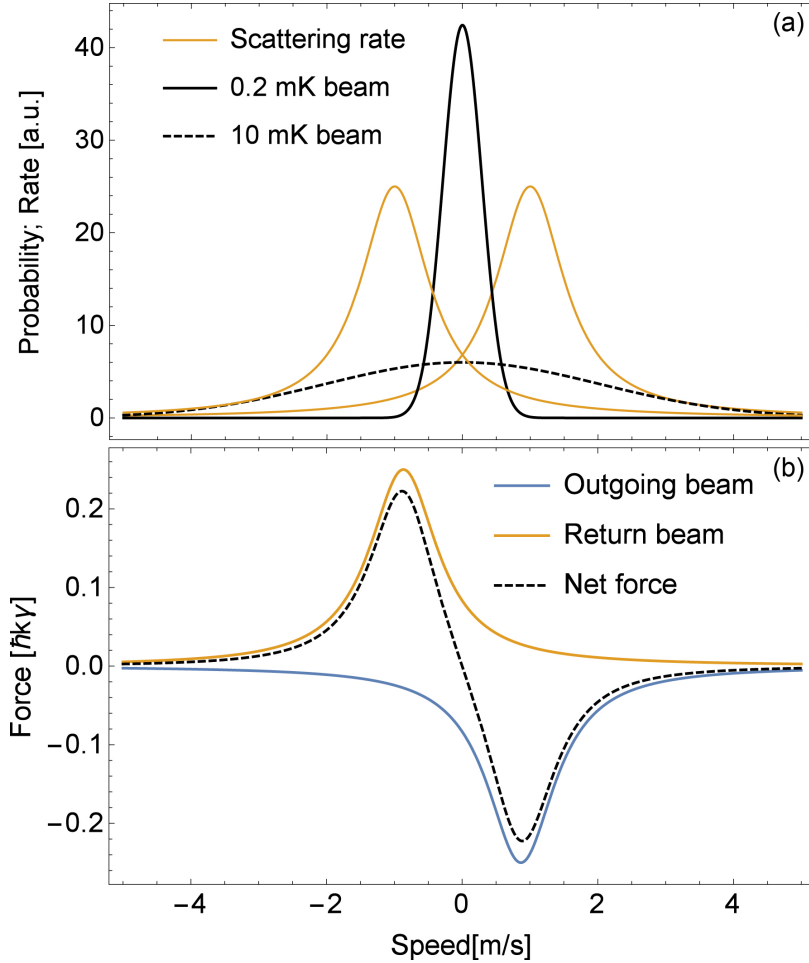 (a)
Scattering rate
0.2 mK beam
10 mK beam
Probability; Rate [a.u.]
40
30
20
10
0
(b)
Outgoing beam
Return beam
Net force
Force [ħkγ]
0.2
0.1
0.0
−0.1
−0.2
−4 −2 0 2 4
Speed[m/s]